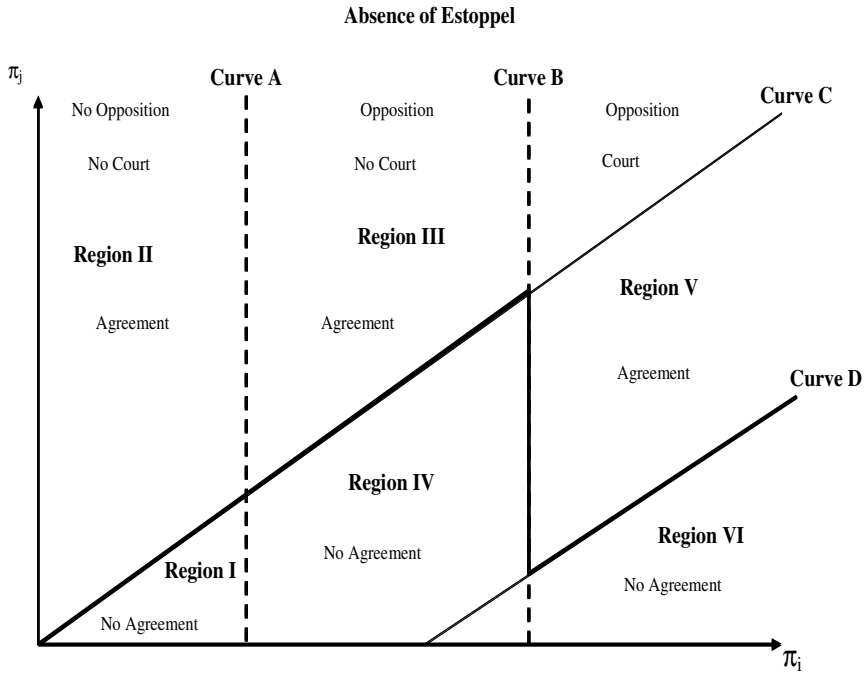 Absence of Estoppel
πj
Curve A
Curve B
Curve C
No Opposition
Opposition
Opposition
No Court
No Court
Court
Region II
Region III
Region V
Agreement
Agreement
Agreement
Curve D
Region IV
Region VI
No Agreement
Region I
No Agreement
No Agreement
πi